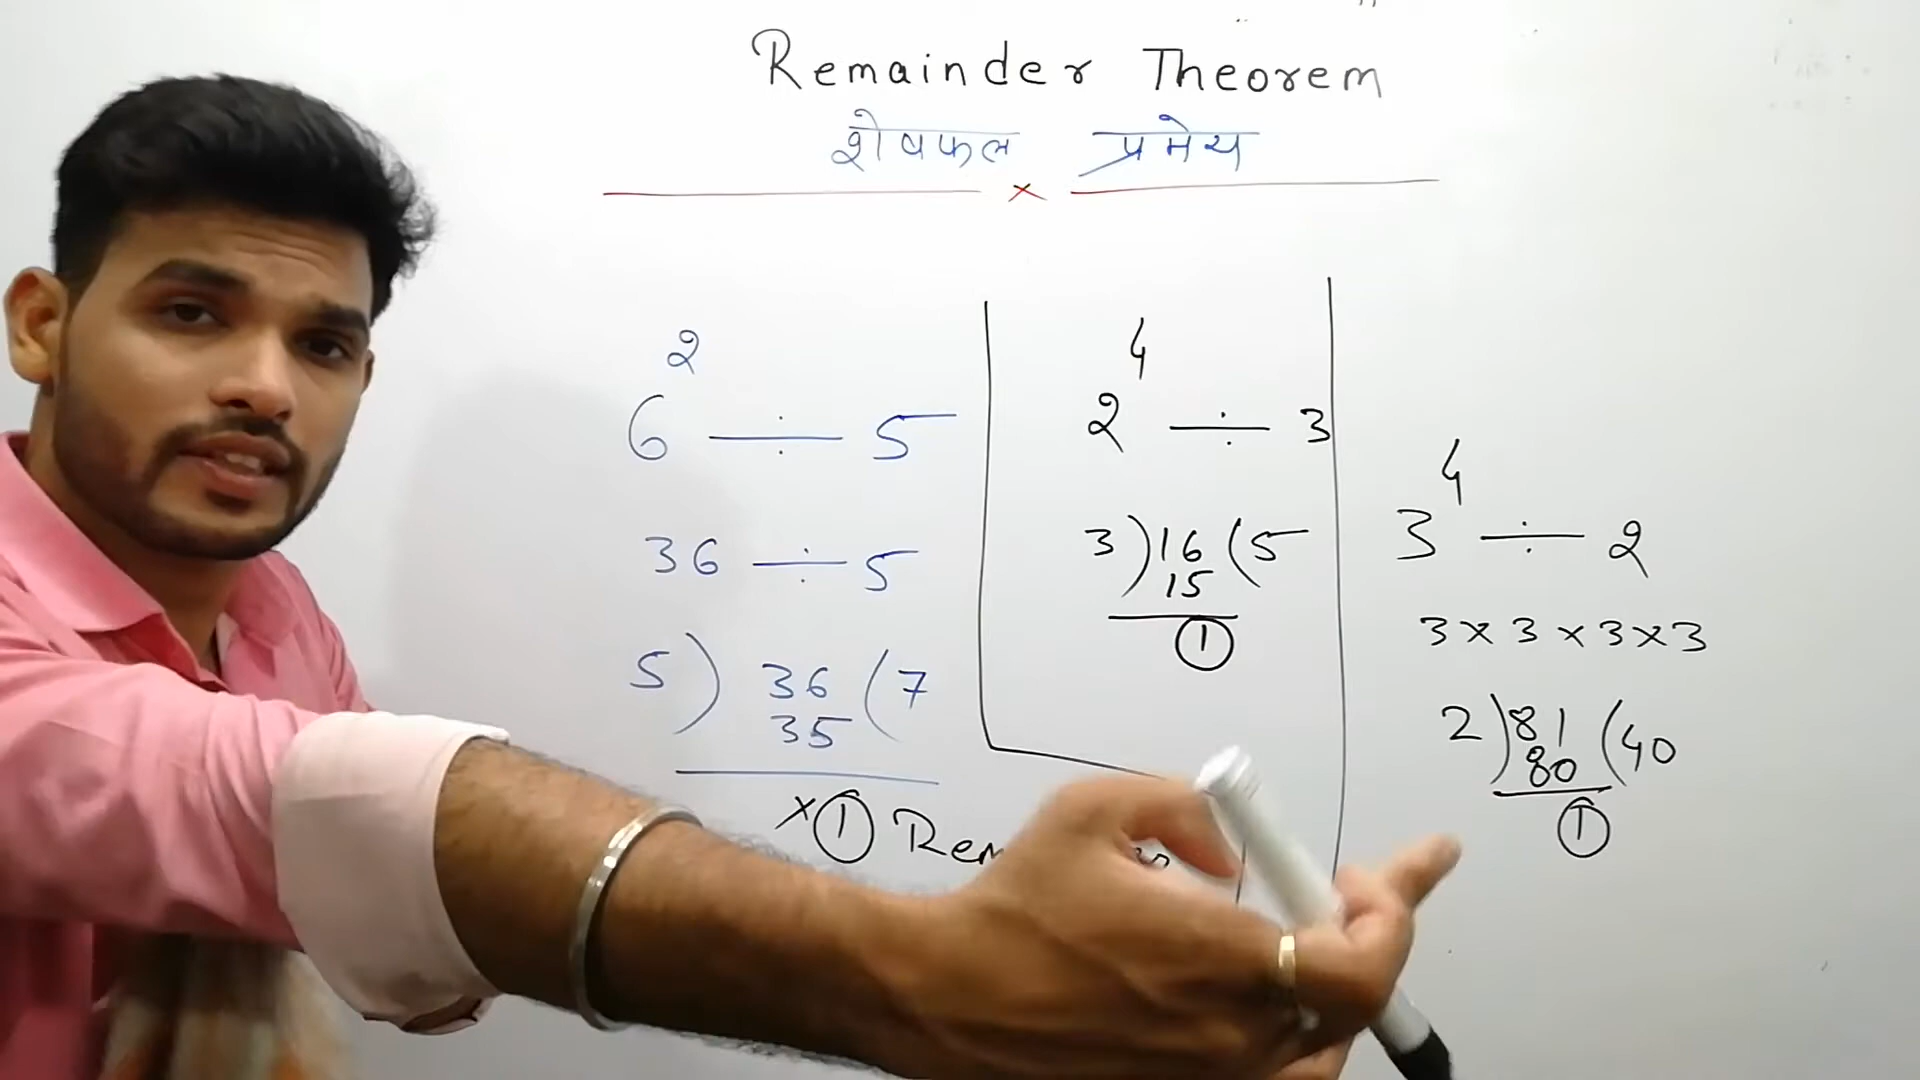 Remainder Theorem
शेषफल प्रमेय
×
6² ÷ 5
36 ÷ 5
5 ) 36 ( 7
35
× 1
2⁴ ÷ 3
3 ) 16 ( 5
15
1
3⁴ ÷ 2
3 × 3 × 3 × 3
2 ) 81 ( 40
80
1